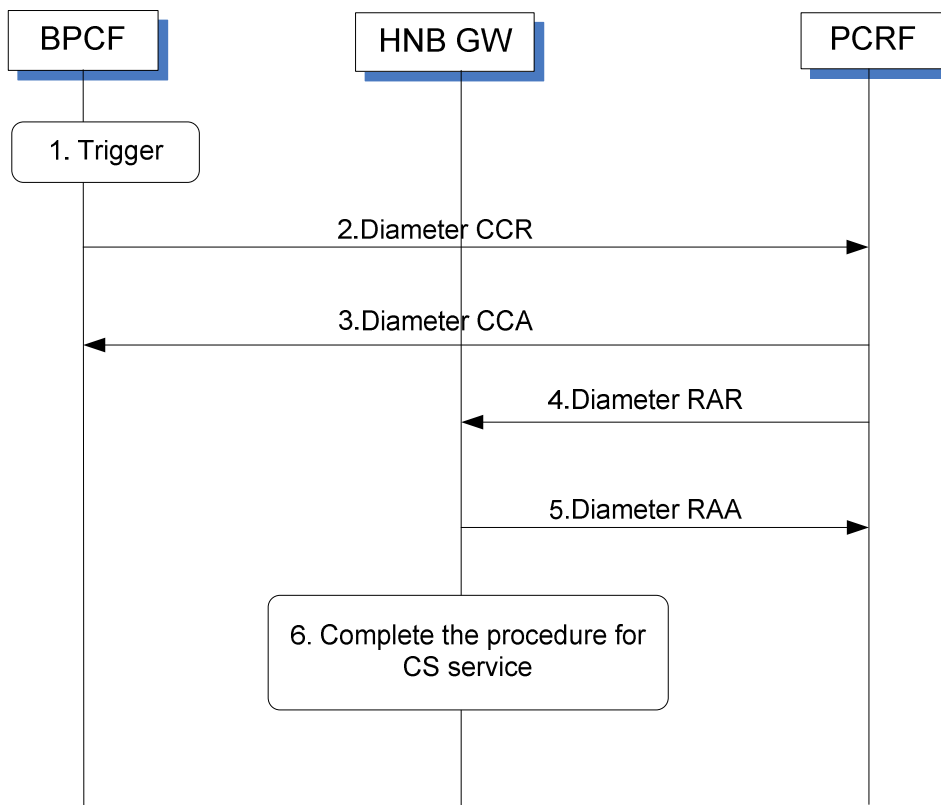 BPCF
HNB GW
PCRF
1. Trigger
2.Diameter CCR
3.Diameter CCA
4.Diameter RAR
5.Diameter RAA
6. Complete the procedure for
CS service